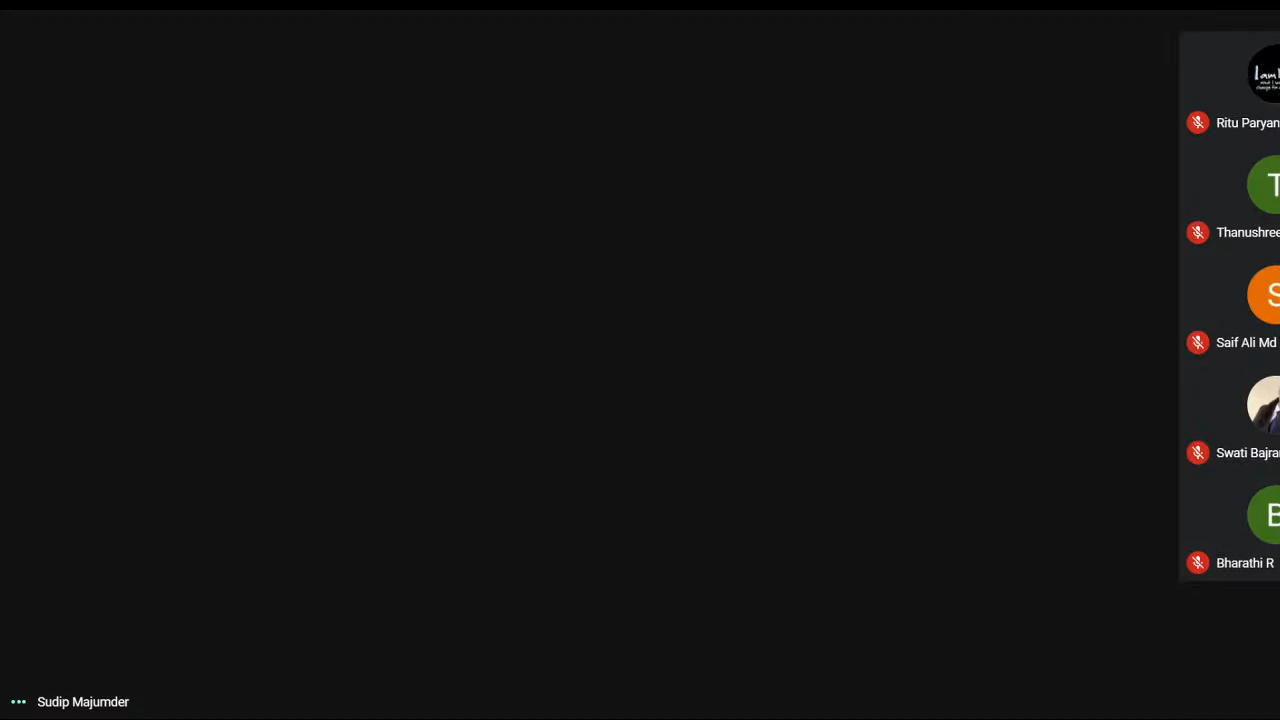 Ritu Paryan
T
Thanushree
S
Saif Ali Md
Swati Bajra
B
Bharathi R
Sudip Majumder